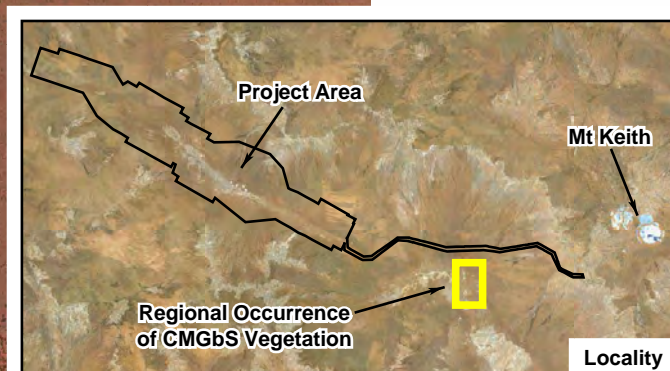 Project Area
Mt Keith
Regional Occurrence
of CMGbS Vegetation
Locality